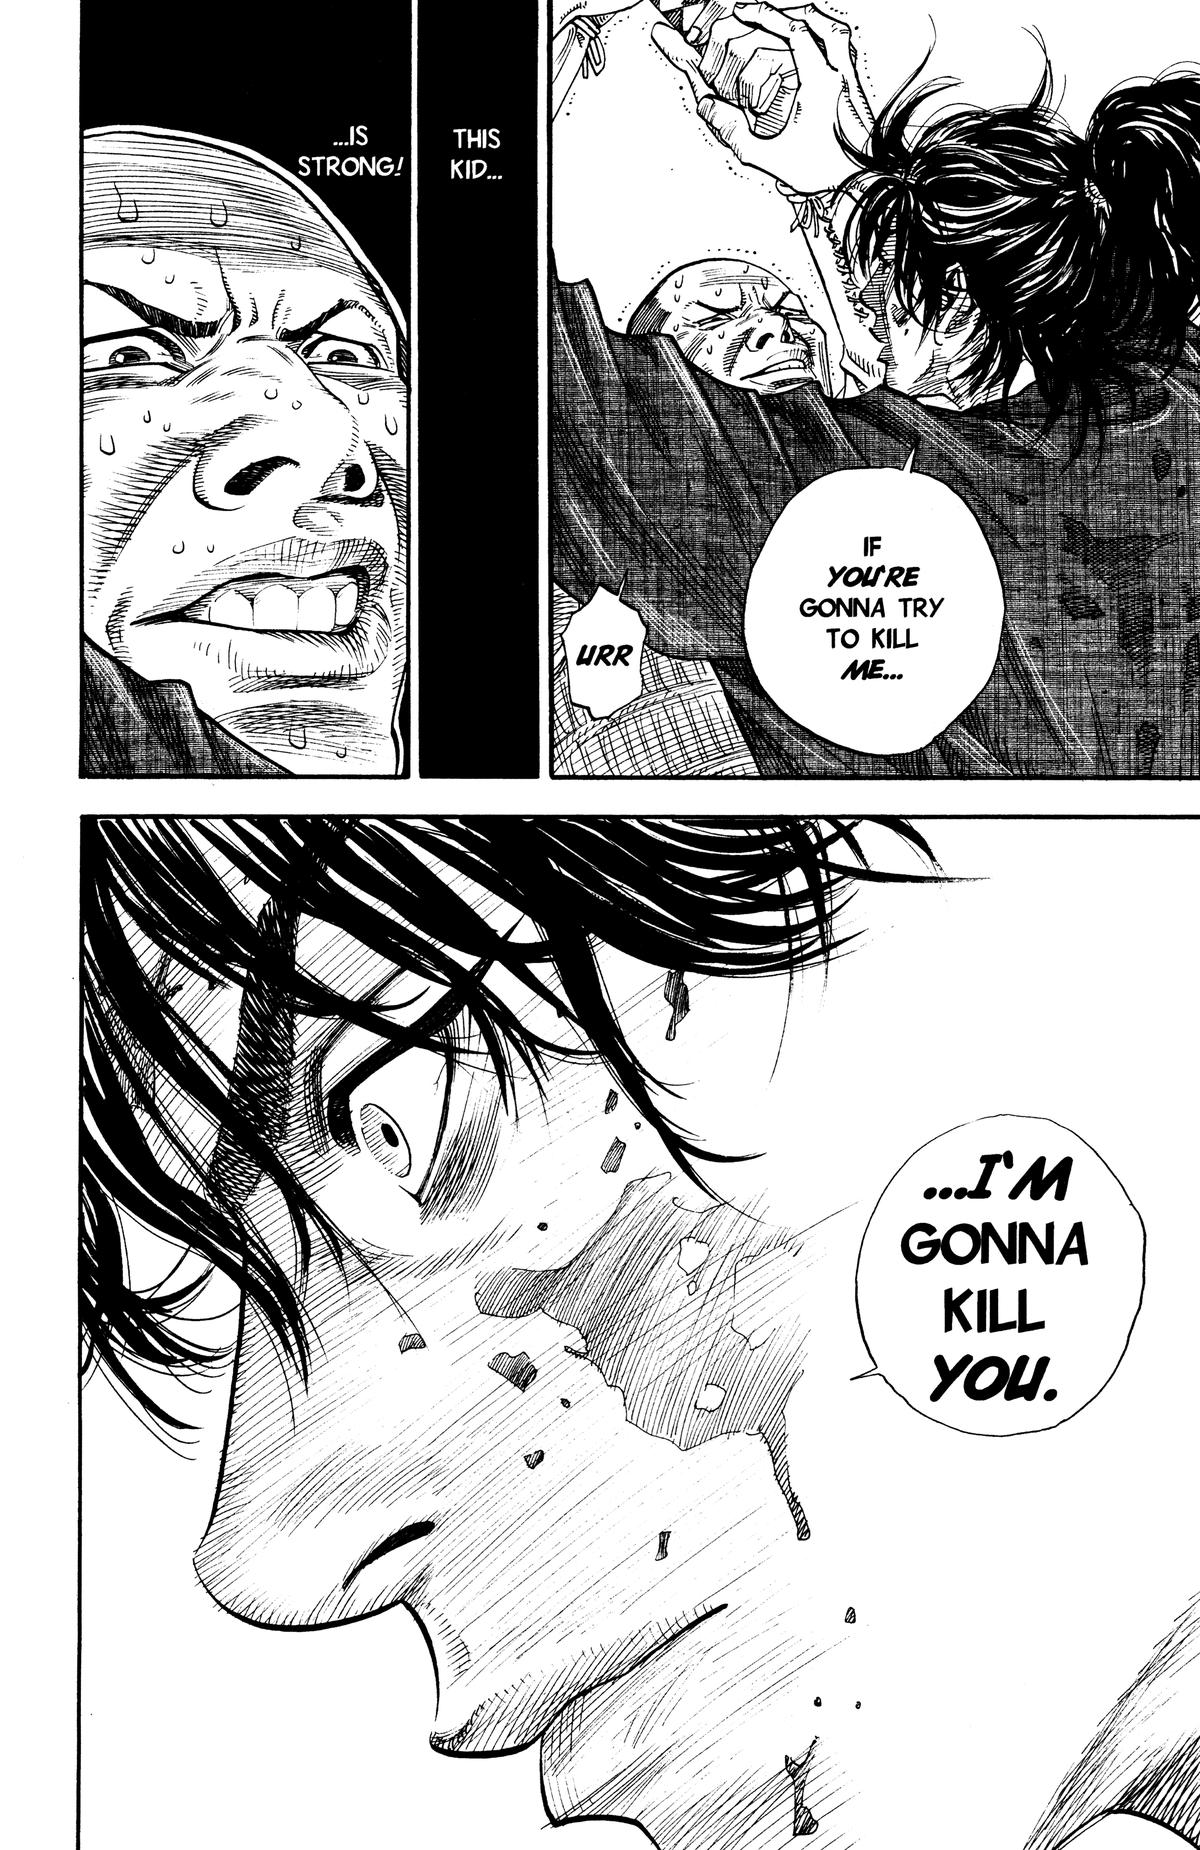 IF
YOU'RE
GONNA TRY
TO KILL
ME...
URR
THIS
KID...
...IS
STRONG!
...I'M
GONNA
KILL
YOU.